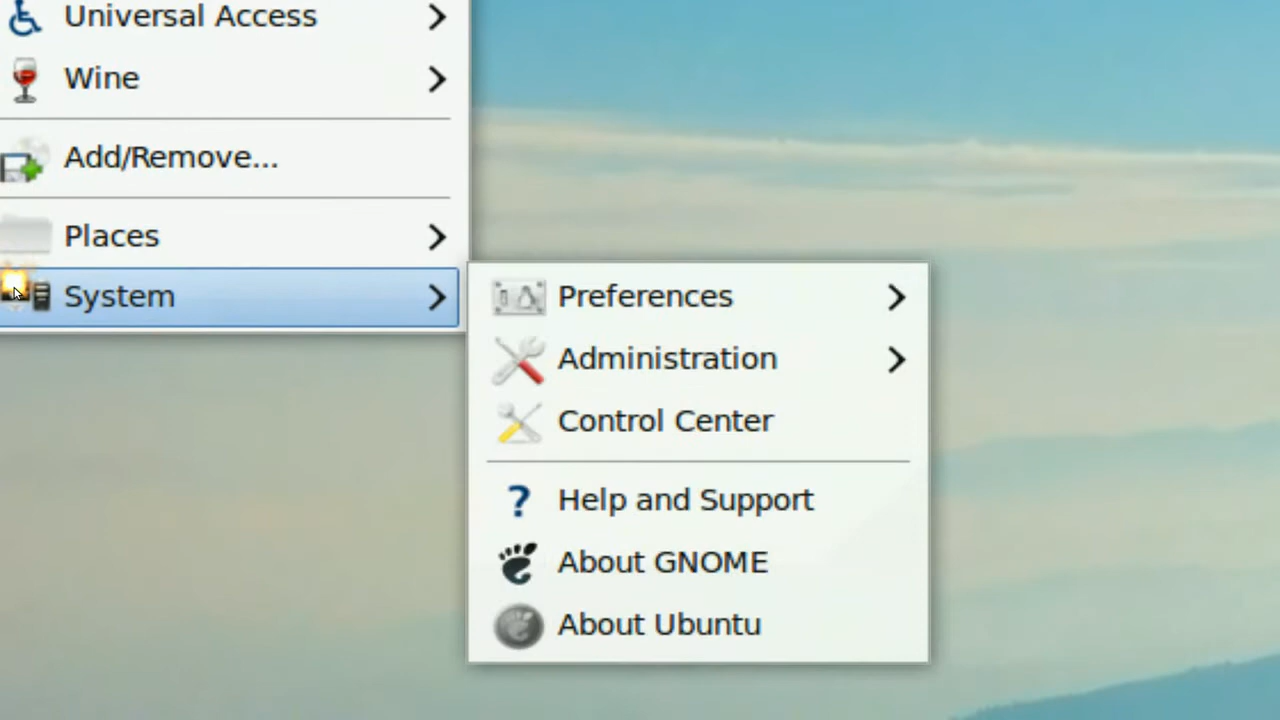 Universal Access
Wine
Add/Remove...
Places
System
Preferences
Administration
Control Center
Help and Support
About GNOME
About Ubuntu